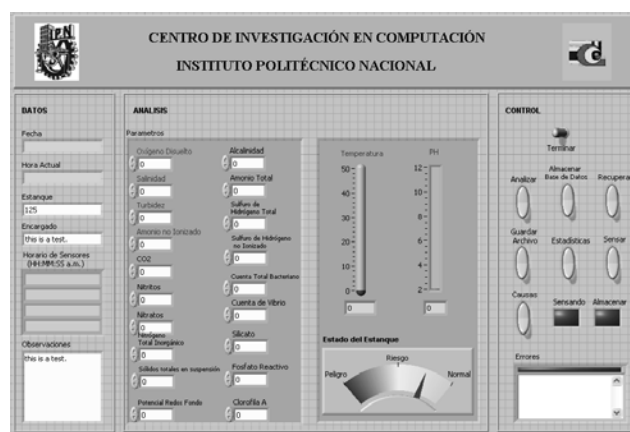 I.P.N
CENTRO DE INVESTIGACIÓN EN COMPUTACIÓN
INSTITUTO POLITÉCNICO NACIONAL
DATOS
Fecha
Hora Actual
Estanque
125
Encargado
this is a test.
Horario de Sensores
(HH:MM:SS a.m.)
Observaciones
this is a test.
ANALISIS
Parametros
Oxígeno Disuelto
0
Salinidad
0
Turbidez
0
Amonio no Ionizado
0
CO2
0
Nitritos
0
Nitratos
0
Nitrógeno
Total Inorgánico
0
Sólidos totales en suspensión
0
Potencial Redox Fondo
0
Alcalinidad
0
Amonio Total
0
Sulfuro de
Hidrógeno Total
0
Sulfuro de Hidrógeno
no Ionizado
0
Cuenta Total Bacteriana
0
Cuenta de Vibrio
0
Silicato
0
Fosfato Reactivo
0
Clorofila A
0
Temperatura
50
40
30
20
10
0
0
PH
12
10
8
6
4
2
0
Estado del Estanque
Peligro
Riesgo
Normal
CONTROL
Terminar
Analizar
Almacenar
Base de Datos
Recupera
Guardar
Archivo
Estadísticas
Sensar
Causas
Sensando
Almacenar
Errores